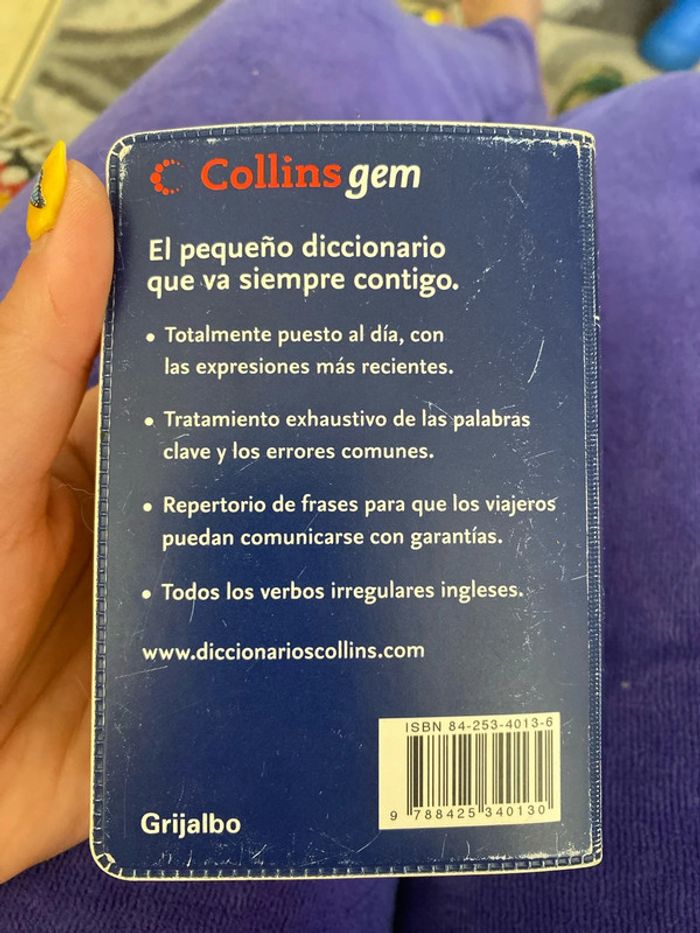 Collins gem
El pequeño diccionario
que va siempre contigo.
• Totalmente puesto al día, con
las expresiones más recientes.
• Tratamiento exhaustivo de las palabras
clave y los errores comunes.
• Repertorio de frases para que los viajeros
puedan comunicarse con garantías.
• Todos los verbos irregulares ingleses.
www.diccionarioscollins.com
ISBN 84-253-4013-6
9 788425 340130
Grijalbo